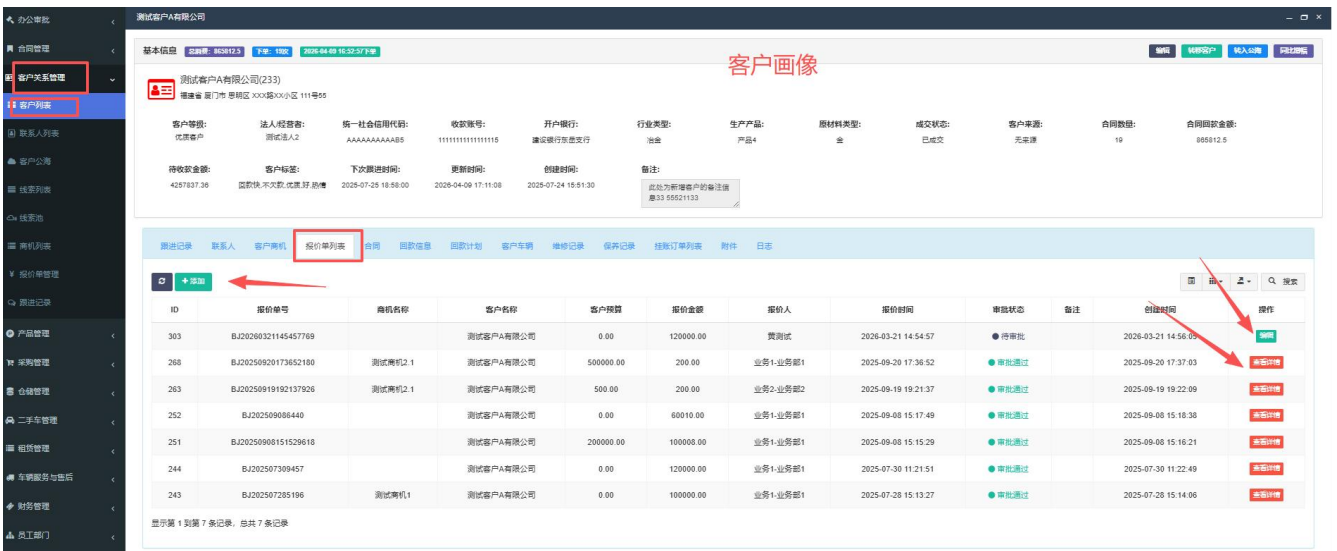 办公审批
合同管理
客户关系管理
客户列表
联系人列表
客户公海
线索列表
线索池
商机列表
报价单管理
跟进记录
产品管理
采购管理
仓储管理
二手车管理
租赁管理
车辆服务与售后
财务管理
员工部门
测试客户A有限公司
基本信息 总消费: 865812.5 下单: 19次 2026-04-09 16:52:57下单
客户画像
编辑 转移客户 转入公海
测试客户A有限公司(233)
福建省 厦门市 思明区 XXX路XX小区 111号55
客户等级: 法人/经营者: 统一社会信用代码: 收款账号: 开户银行: 行业类型: 生产产品: 原材料类型: 成交状态: 客户来源: 合同数量: 合同回款金额:
优质客户 测试法人2 AAAAAAAAAAB5 1111111111111115 建设银行东岳支行 冶金 产品4 金 已成交 无来源 19 865812.5
待收款金额: 客户标签: 下次跟进时间: 更新时间: 创建时间: 备注:
4257837.36 回款快,不欠款,优质,好,热情 2025-07-25 18:58:00 2026-04-09 17:11:08 2025-07-24 15:51:30 此处为新增客户的备注信
息33 55521133
跟进记录 联系人 客户商机 报价单列表 合同 回款信息 回款计划 客户车辆 维修记录 保养记录 挂账订单列表 附件 日志
+添加 搜索
ID 报价单号 商机名称 客户名称 客户预算 报价金额 报价人 报价时间 审批状态 备注 创建时间 操作
303 BJ20260321145457769 测试客户A有限公司 0.00 120000.00 黄测试 2026-03-21 14:54:57 待审批 2026-03-21 14:56:05 编辑
268 BJ20250920173652180 测试商机2.1 测试客户A有限公司 500000.00 200.00 业务1-业务部1 2025-09-20 17:36:52 审批通过 2025-09-20 17:37:03 查看详情
263 BJ20250919192137926 测试商机2.1 测试客户A有限公司 500.00 200.00 业务2-业务部2 2025-09-19 19:21:37 审批通过 2025-09-19 19:22:09 查看详情
252 BJ202509086440 测试客户A有限公司 0.00 60010.00 业务1-业务部1 2025-09-08 15:17:49 审批通过 2025-09-08 15:18:38 查看详情
251 BJ20250908151529618 测试客户A有限公司 200000.00 100008.00 业务1-业务部1 2025-09-08 15:15:29 审批通过 2025-09-08 15:16:21 查看详情
244 BJ202507309457 测试客户A有限公司 0.00 120000.00 业务1-业务部1 2025-07-30 11:21:51 审批通过 2025-07-30 11:22:49 查看详情
243 BJ202507285196 测试商机1 测试客户A有限公司 0.00 100000.00 业务1-业务部1 2025-07-28 15:13:27 审批通过 2025-07-28 15:14:06 查看详情
显示第 1 到第 7 条记录, 总共 7 条记录